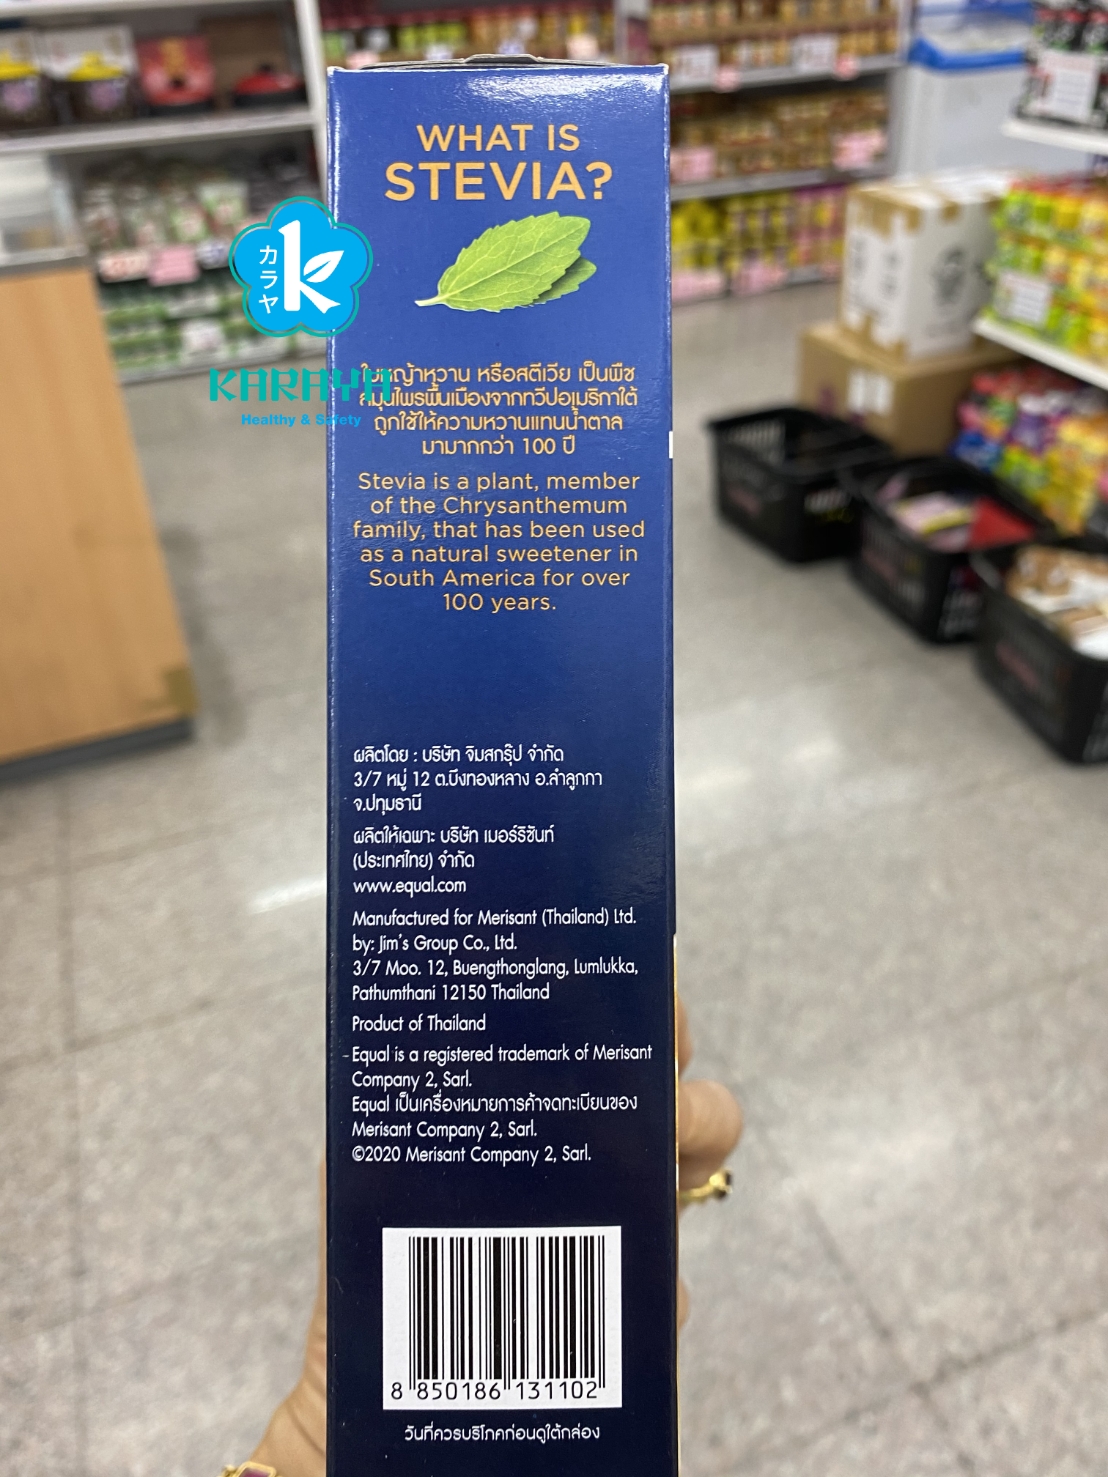 WHAT IS
STEVIA?
カラヤ
k
KARAYA
Healthy & Safety
ใบหญ้าหวาน หรือสตีเวีย เป็นพืช
สมุนไพรพื้นเมืองจากทวีปอเมริกาใต้
ถูกใช้ให้ความหวานแทนน้ำตาล
มามากกว่า 100 ปี
Stevia is a plant, member
of the Chrysanthemum
family, that has been used
as a natural sweetener in
South America for over
100 years.
ผลิตโดย : บริษัท จิมสกรุ๊ป จำกัด
3/7 หมู่ 12 ต.บึงทองหลาง อ.ลำลูกกา
จ.ปทุมธานี
ผลิตให้เฉพาะ บริษัท เมอร์ริซันท์
(ประเทศไทย) จำกัด
www.equal.com
Manufactured for Merisant (Thailand) Ltd.
by: Jim's Group Co., Ltd.
3/7 Moo. 12, Buengthonglang, Lumlukka,
Pathumthani 12150 Thailand
Product of Thailand
Equal is a registered trademark of Merisant
Company 2, Sarl.
Equal เป็นเครื่องหมายการค้าจดทะเบียนของ
Merisant Company 2, Sarl.
©2020 Merisant Company 2, Sarl.
8 850186 131102
วันที่ควรบริโภคก่อนดูใต้กล่อง